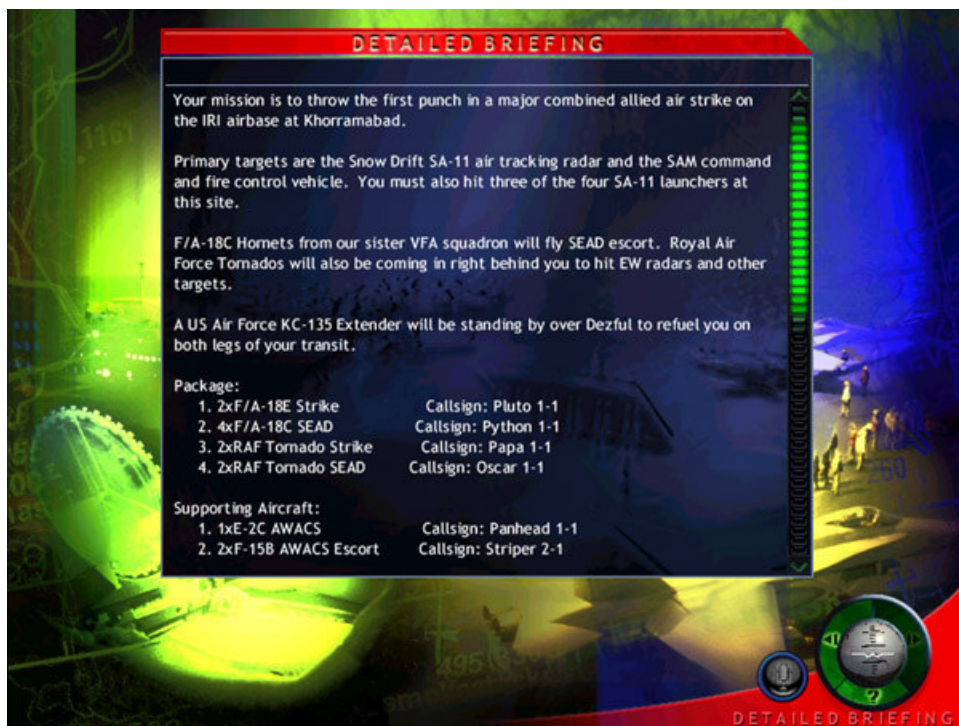 DETAILED BRIEFING
Your mission is to throw the first punch in a major combined allied air strike on
the IRI airbase at Khorramabad.
Primary targets are the Snow Drift SA-11 air tracking radar and the SAM command
and fire control vehicle. You must also hit three of the four SA-11 launchers at
this site.
F/A-18C Hornets from our sister VFA squadron will fly SEAD escort. Royal Air
Force Tornados will also be coming in right behind you to hit EW radars and other
targets.
A US Air Force KC-135 Extender will be standing by over Dezful to refuel you on
both legs of your transit.
Package:
1. 2xF/A-18E Strike Callsign: Pluto 1-1
2. 4xF/A-18C SEAD Callsign: Python 1-1
3. 2xRAF Tornado Strike Callsign: Papa 1-1
4. 2xRAF Tornado SEAD Callsign: Oscar 1-1
Supporting Aircraft:
1. 1xE-2C AWACS Callsign: Panhead 1-1
2. 2xF-15B AWACS Escort Callsign: Striper 2-1
1161
260
495
?
DETAILED BRIEFING